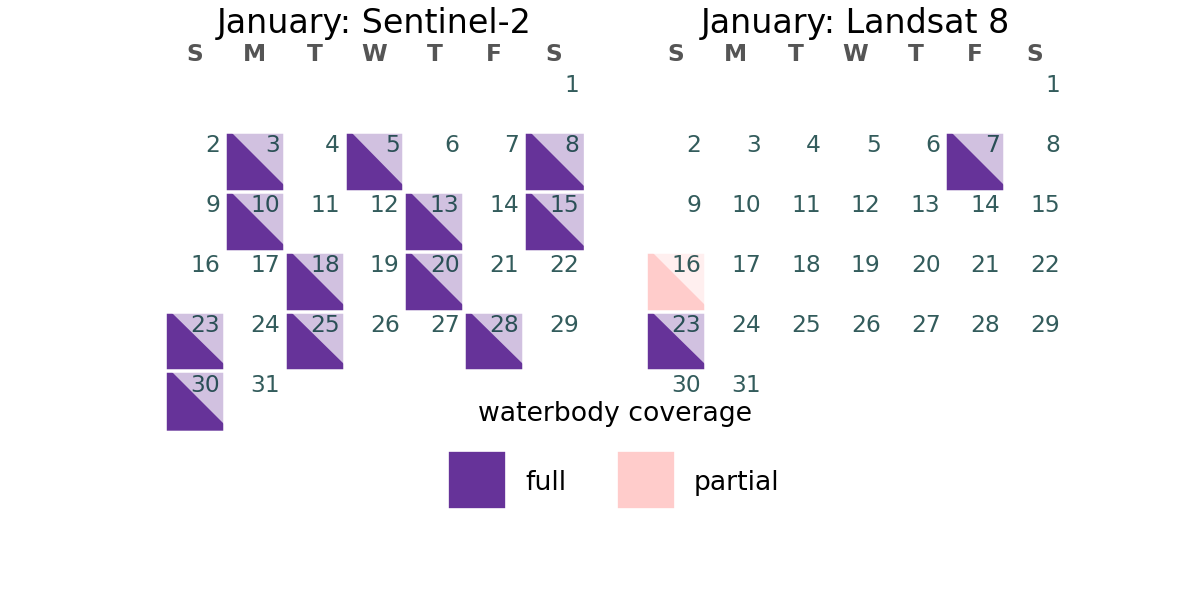 January: Sentinel-2
S M T W T F S
1
2 3 4 5 6 7 8
9 10 11 12 13 14 15
16 17 18 19 20 21 22
23 24 25 26 27 28 29
30 31
January: Landsat 8
S M T W T F S
1
2 3 4 5 6 7 8
9 10 11 12 13 14 15
16 17 18 19 20 21 22
23 24 25 26 27 28 29
30 31
waterbody coverage
full partial